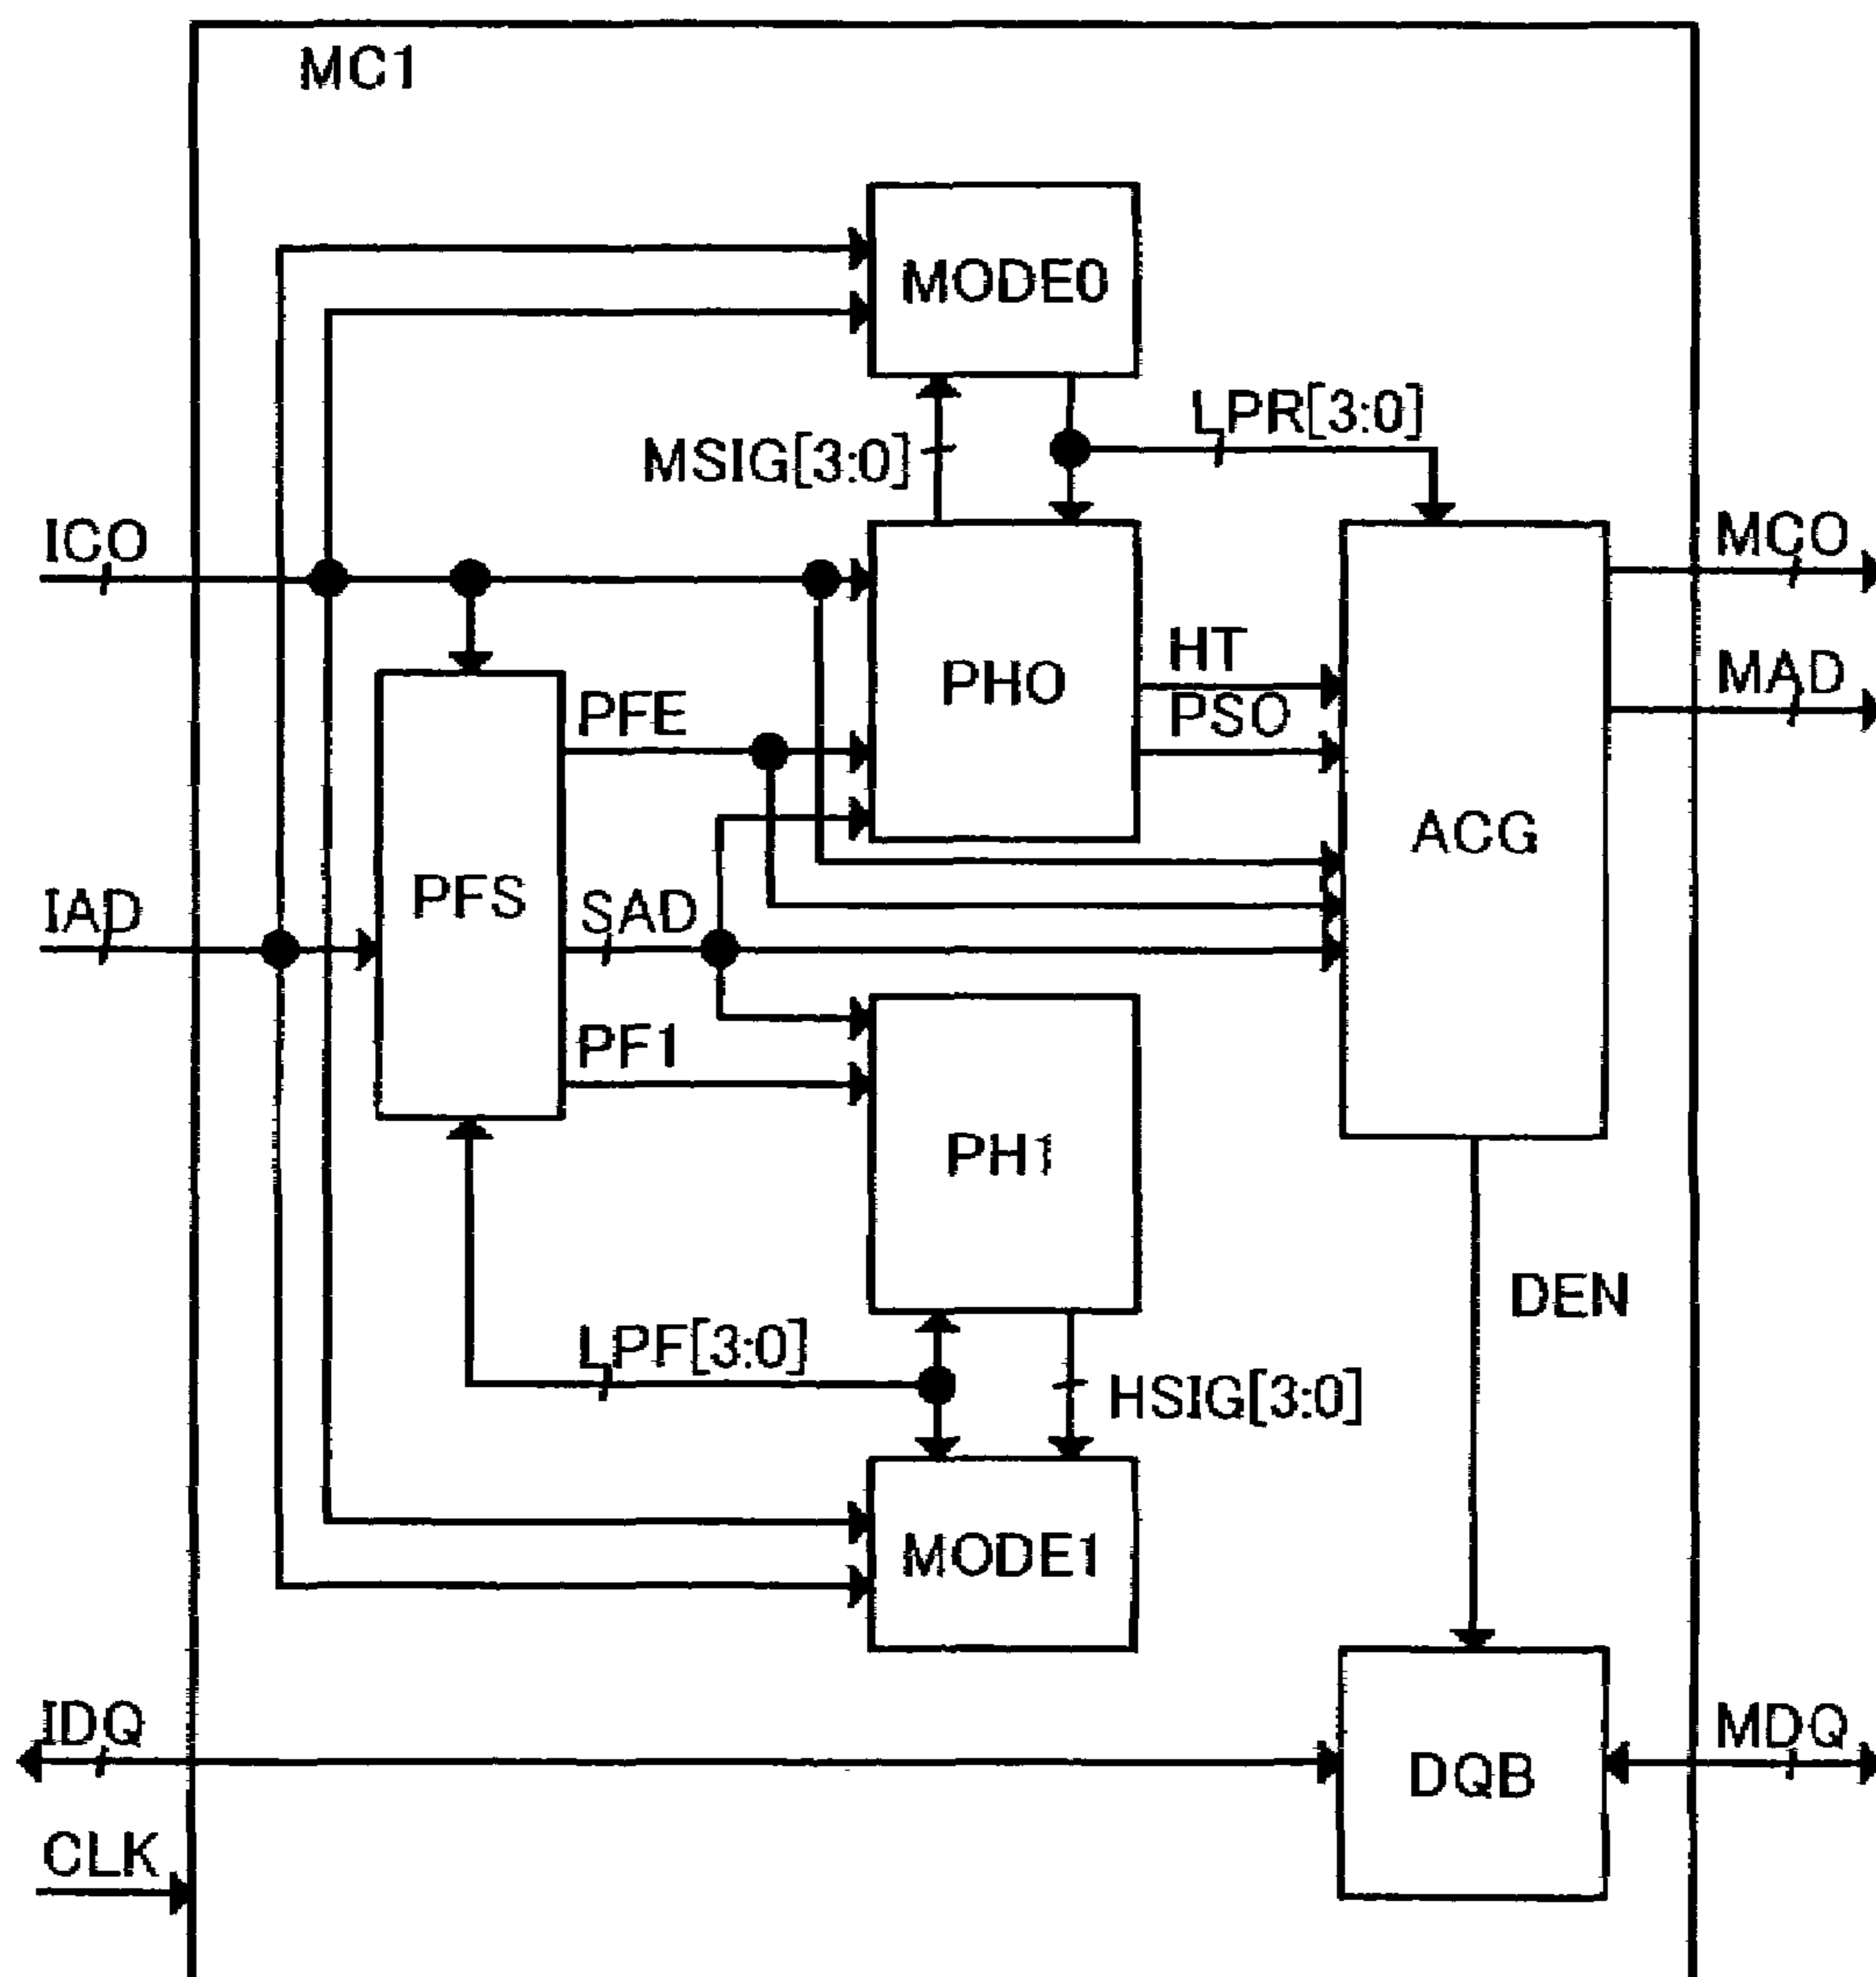 MC1
MODE0
LPR[3:0]
MSIG[3:0]
ICO
MCO
HT
PHO
MAD
PFE
PSO
ACG
PFS
SAD
IAD
PF1
PH1
DEN
LPF[3:0]
HSIG[3:0]
MODE1
IDQ
MDQ
DQB
CLK